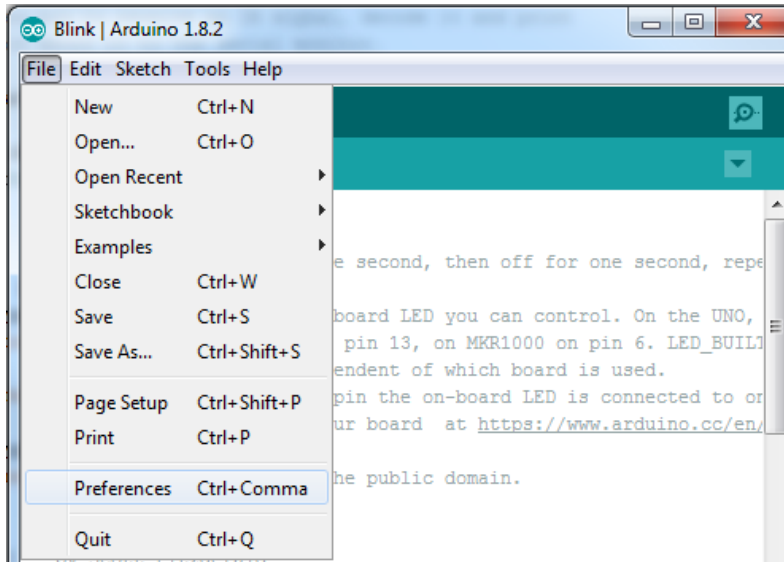 Blink | Arduino 1.8.2
File Edit Sketch Tools Help
New Ctrl+N
Open... Ctrl+O
Open Recent
Sketchbook
Examples
Close Ctrl+W
Save Ctrl+S
Save As... Ctrl+Shift+S
Page Setup Ctrl+Shift+P
Print Ctrl+P
Preferences Ctrl+Comma
Quit Ctrl+Q
e second, then off for one second, repe
board LED you can control. On the UNO,
pin 13, on MKR1000 on pin 6. LED_BUILT
endent of which board is used.
pin the on-board LED is connected to on
ur board at https://www.arduino.cc/en/
he public domain.